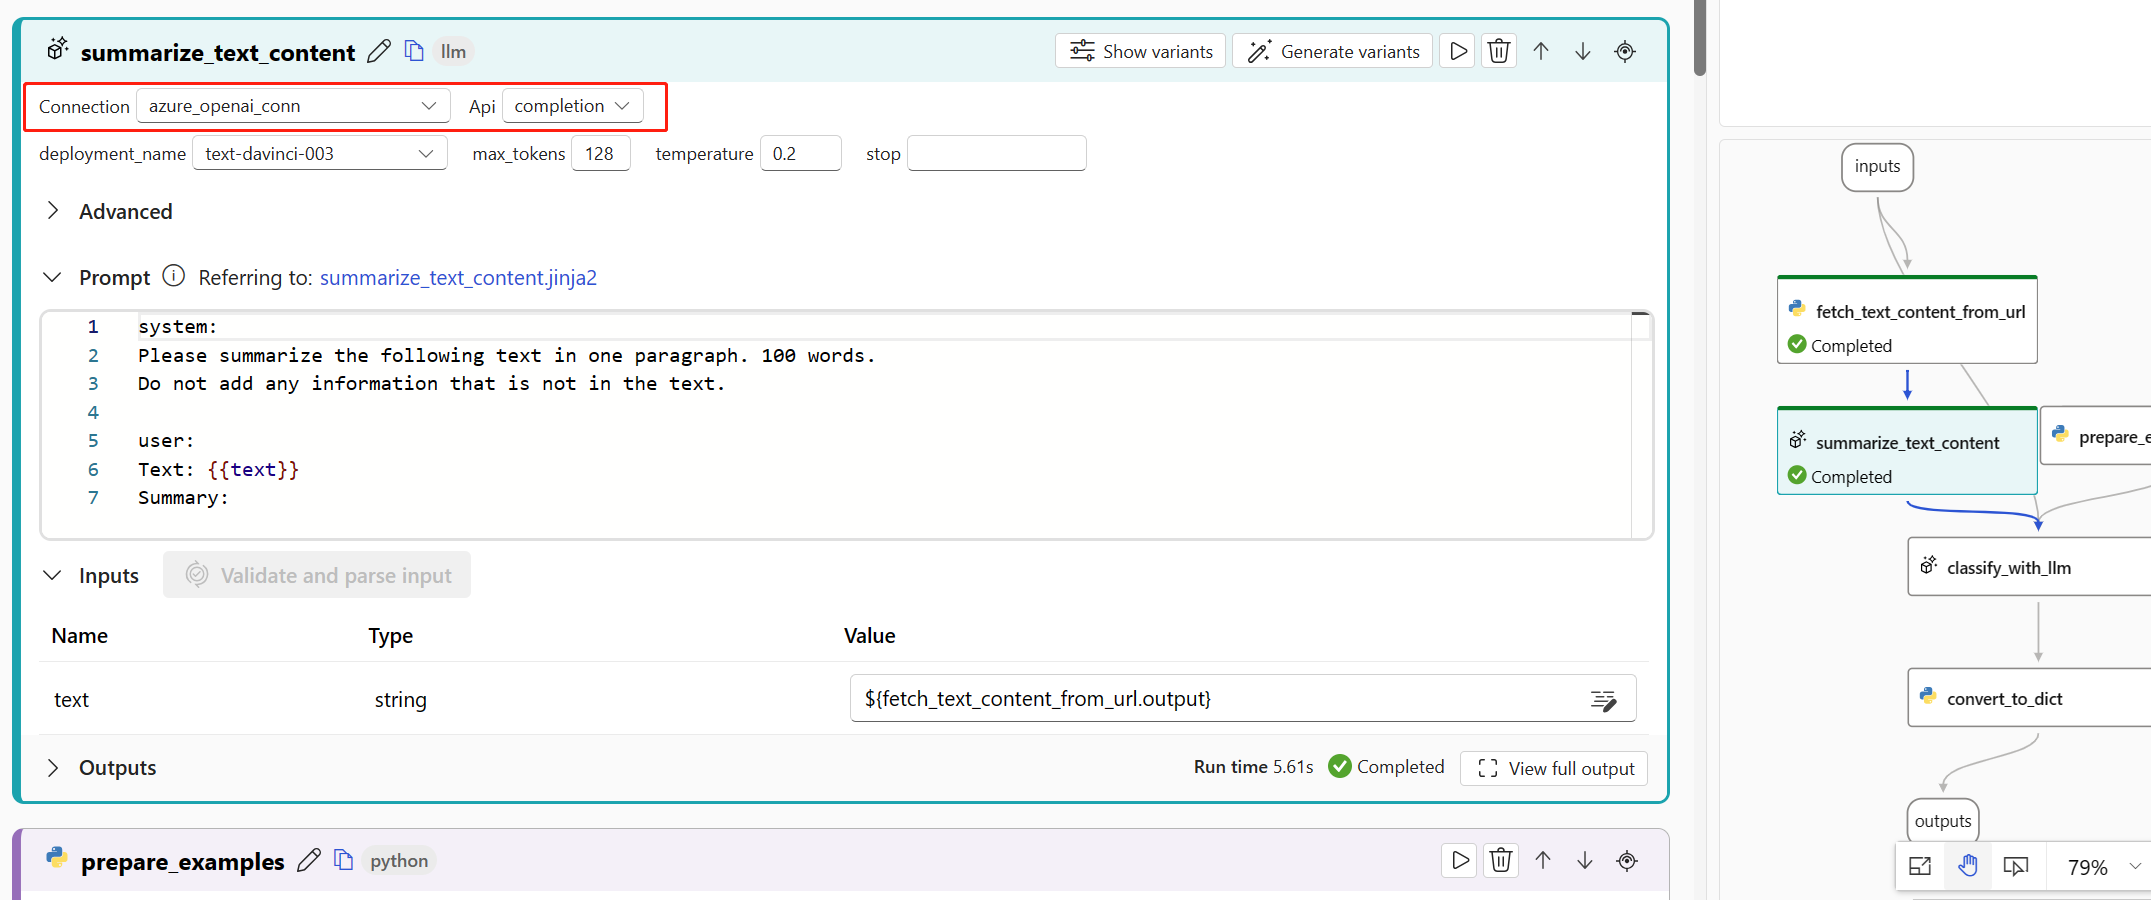 summarize_text_content llm Show variants Generate variants
Connection azure_openai_conn Api completion
deployment_name text-davinci-003 max_tokens 128 temperature 0.2 stop
Advanced
Prompt Referring to: summarize_text_content.jinja2
1 system:
2 Please summarize the following text in one paragraph. 100 words.
3 Do not add any information that is not in the text.
4
5 user:
6 Text: {{text}}
7 Summary:
Inputs Validate and parse input
Name Type Value
text string ${fetch_text_content_from_url.output}
Outputs Run time 5.61s Completed View full output
prepare_examples python
inputs
fetch_text_content_from_url
Completed
summarize_text_content
Completed
prepare_e
classify_with_llm
convert_to_dict
outputs
79%